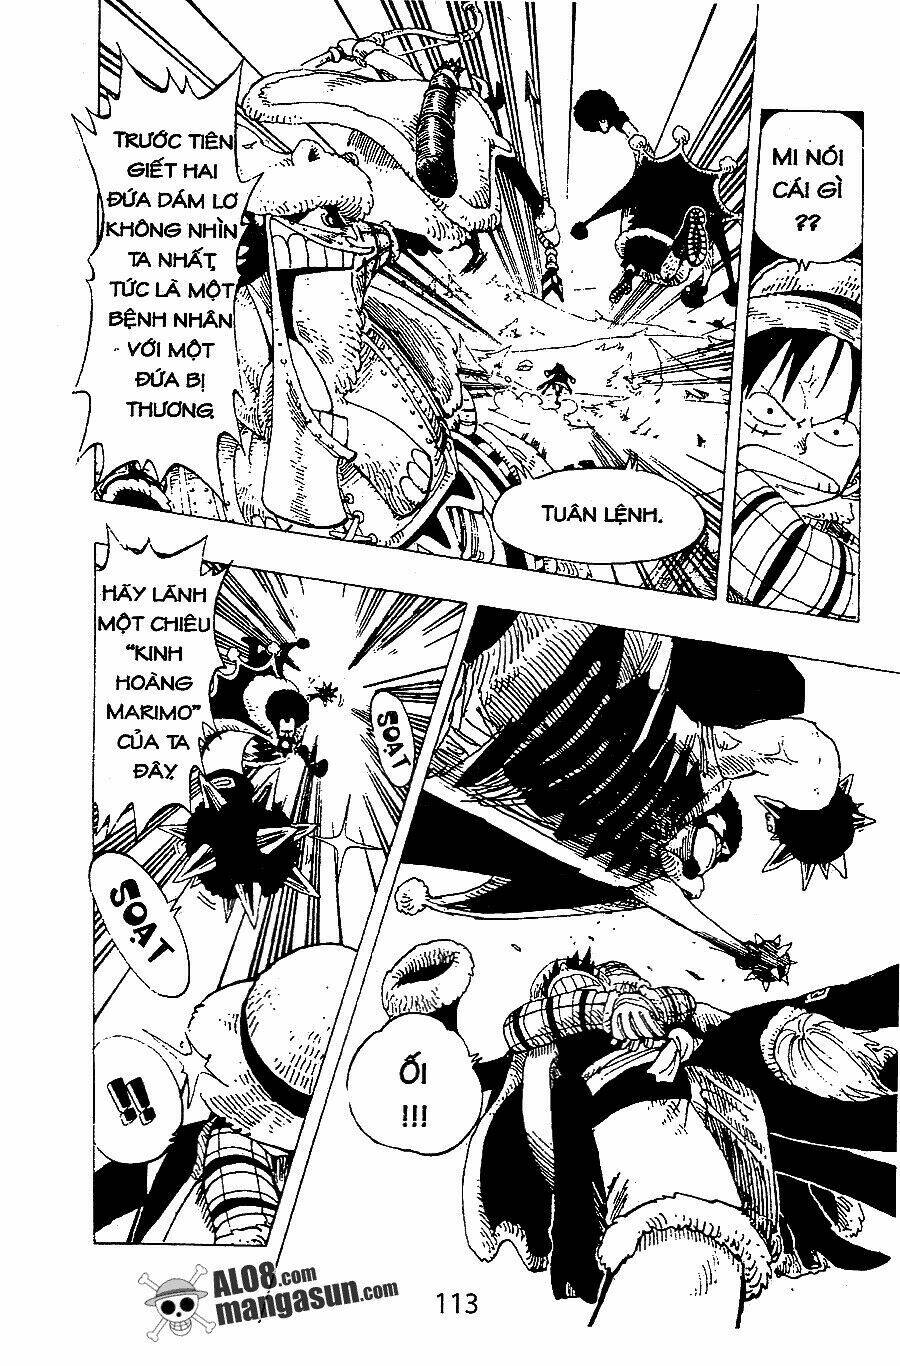 MI NÓI
CÁI GÌ
??
TRƯỚC TIÊN
GIẾT HAI
ĐỨA DÁM LƠ
KHÔNG NHÌN
TA NHẤT,
TỨC LÀ MỘT
BỆNH NHÂN
VỚI MỘT
ĐỨA BỊ
THƯƠNG.
TUÂN LỆNH.
SOẠT
HÃY LÃNH
MỘT CHIÊU
"KINH
HOÀNG
MARIMO"
CỦA TA
ĐÂY.
SOẠT
!!
ỐI
!!!
ALO8.com
mangasun.com
113